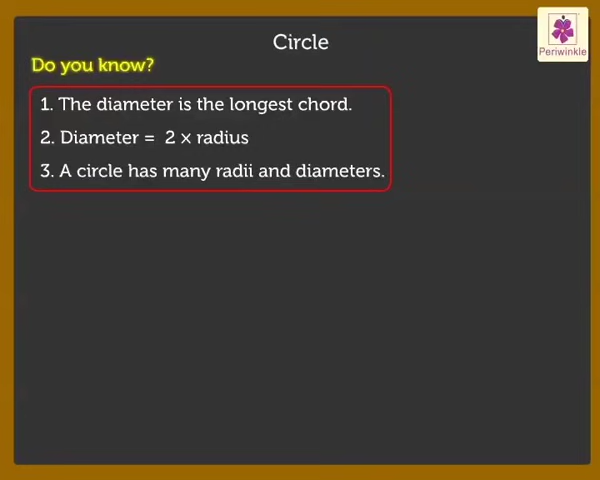 Circle
Periwinkle
Do you know?
1. The diameter is the longest chord.
2. Diameter = 2 × radius
3. A circle has many radii and diameters.